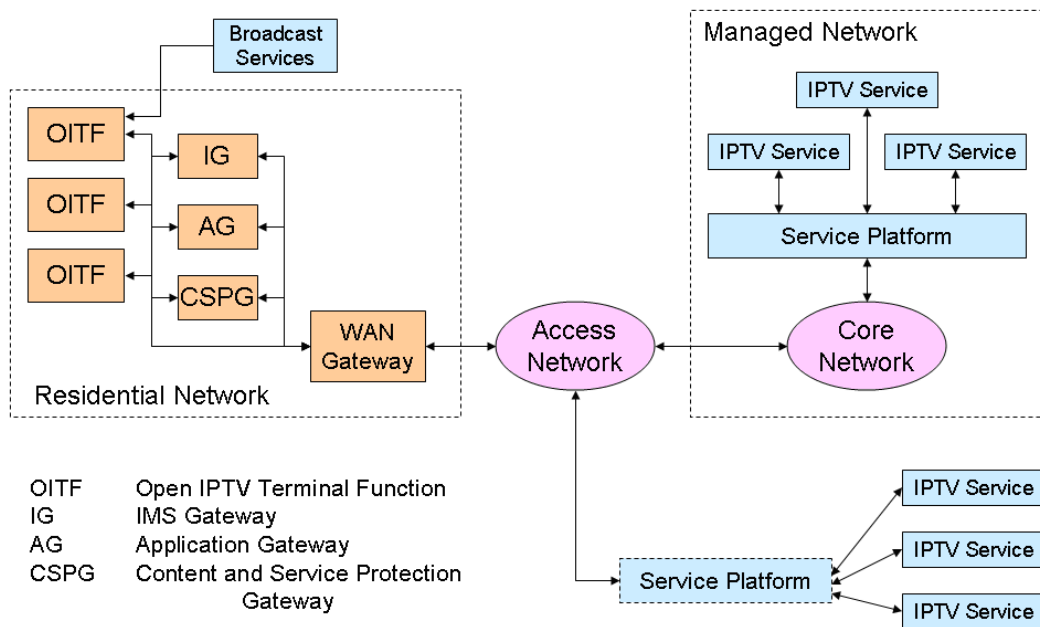 Broadcast
Services
Managed Network
IPTV Service
IPTV Service
IPTV Service
Service Platform
Core
Network
OITF
OITF
OITF
IG
AG
CSPG
WAN
Gateway
Residential Network
Access
Network
OITF Open IPTV Terminal Function
IG IMS Gateway
AG Application Gateway
CSPG Content and Service Protection
Gateway
Service Platform
IPTV Service
IPTV Service
IPTV Service